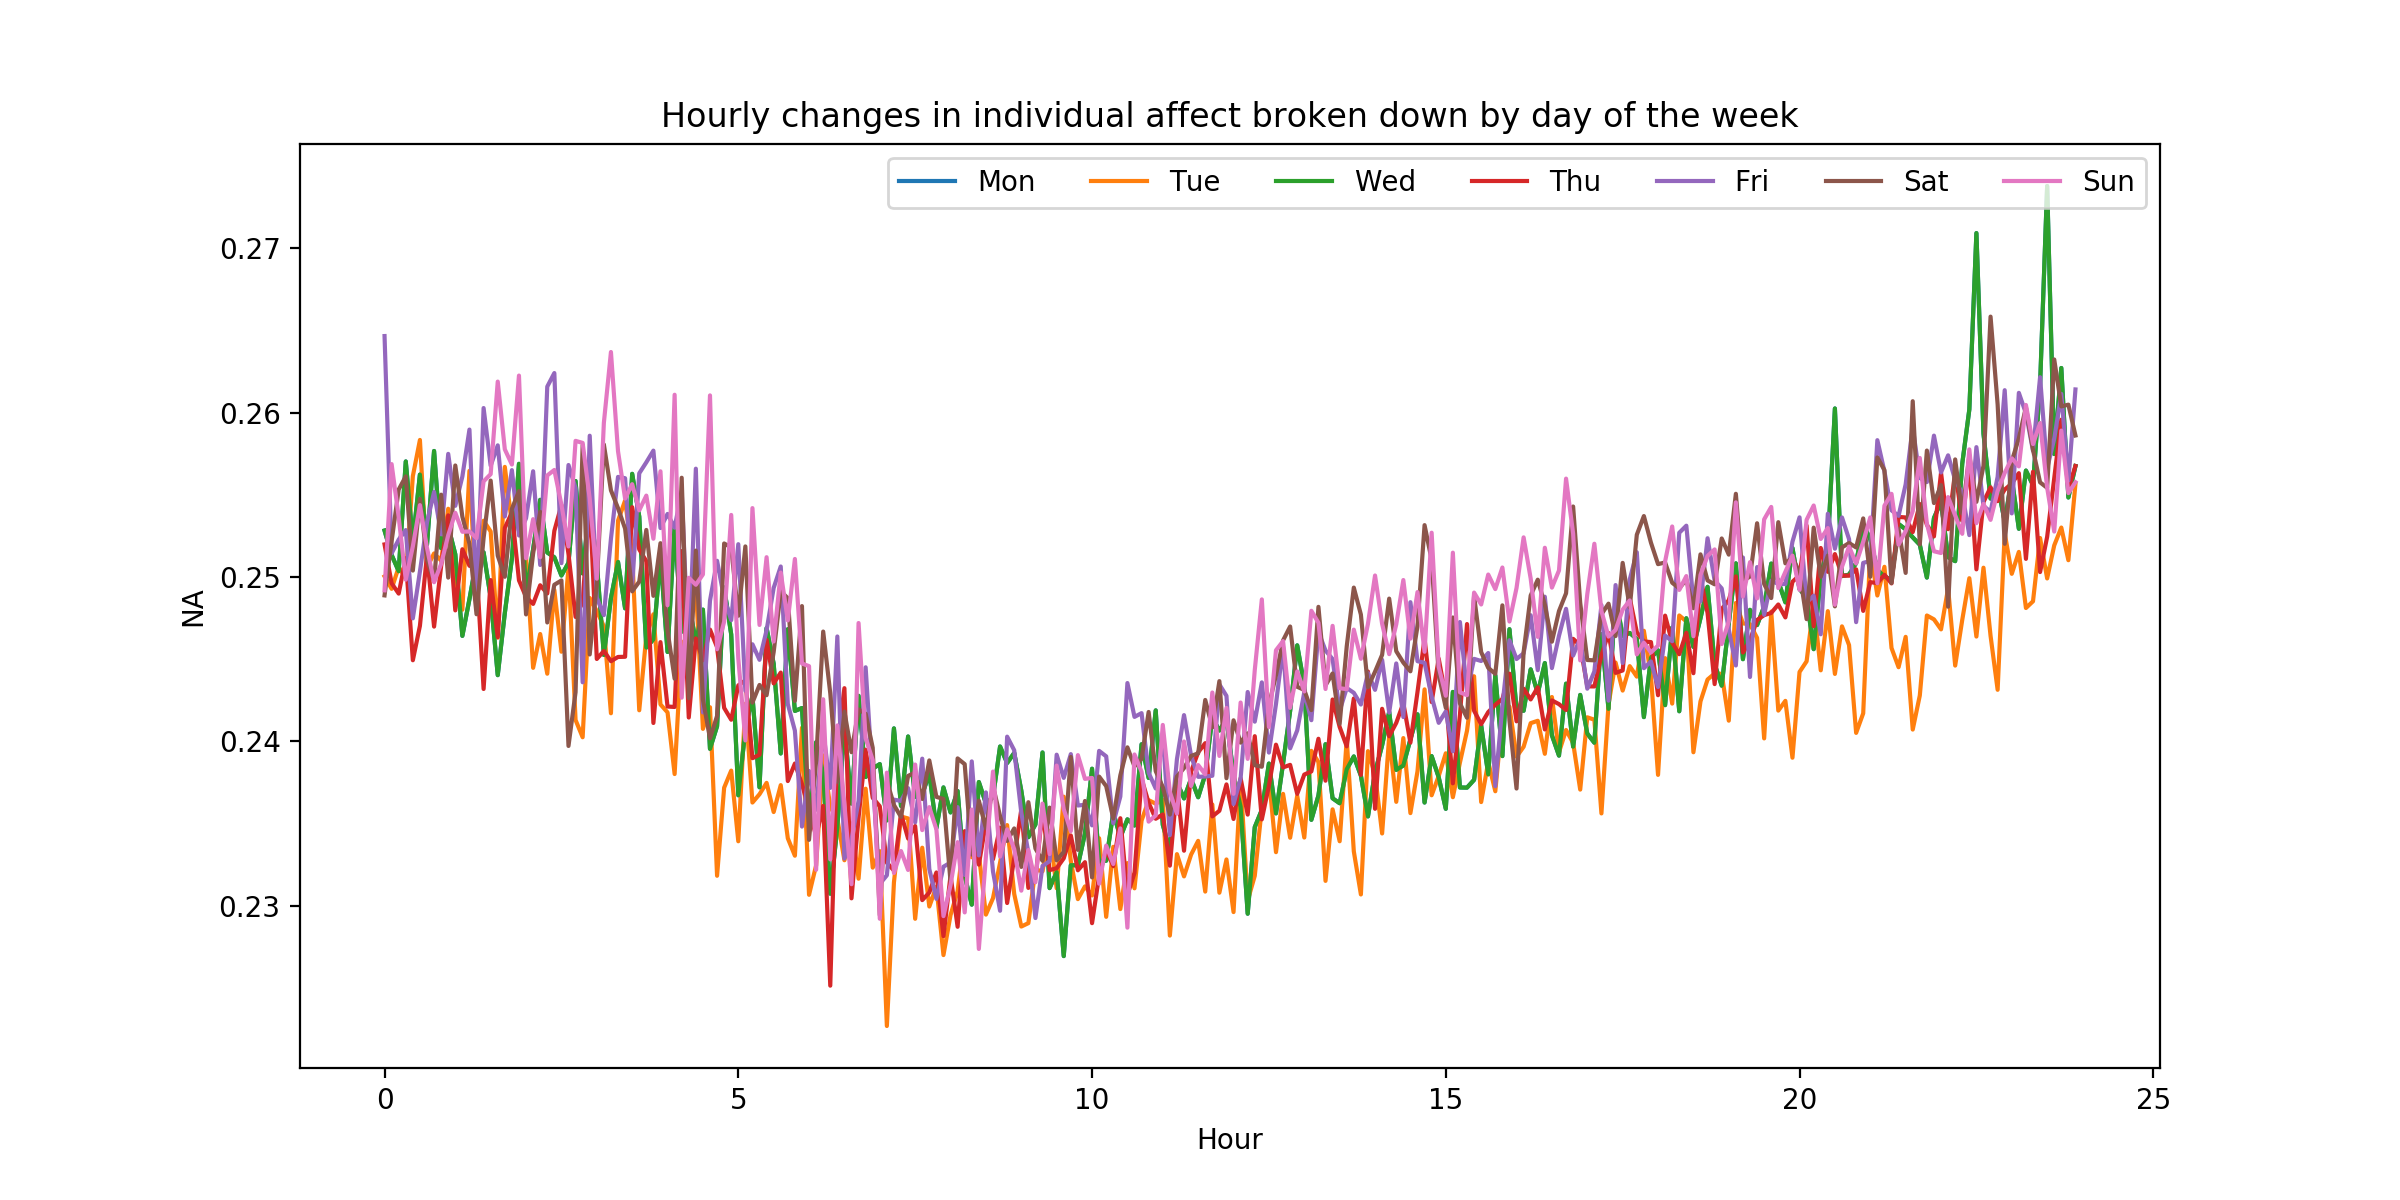 Hourly changes in individual affect broken down by day of the week
Mon Tue Wed Thu Fri Sat Sun
0.27
0.26
0.25
0.24
0.23
NA
0 5 10 15 20 25
Hour